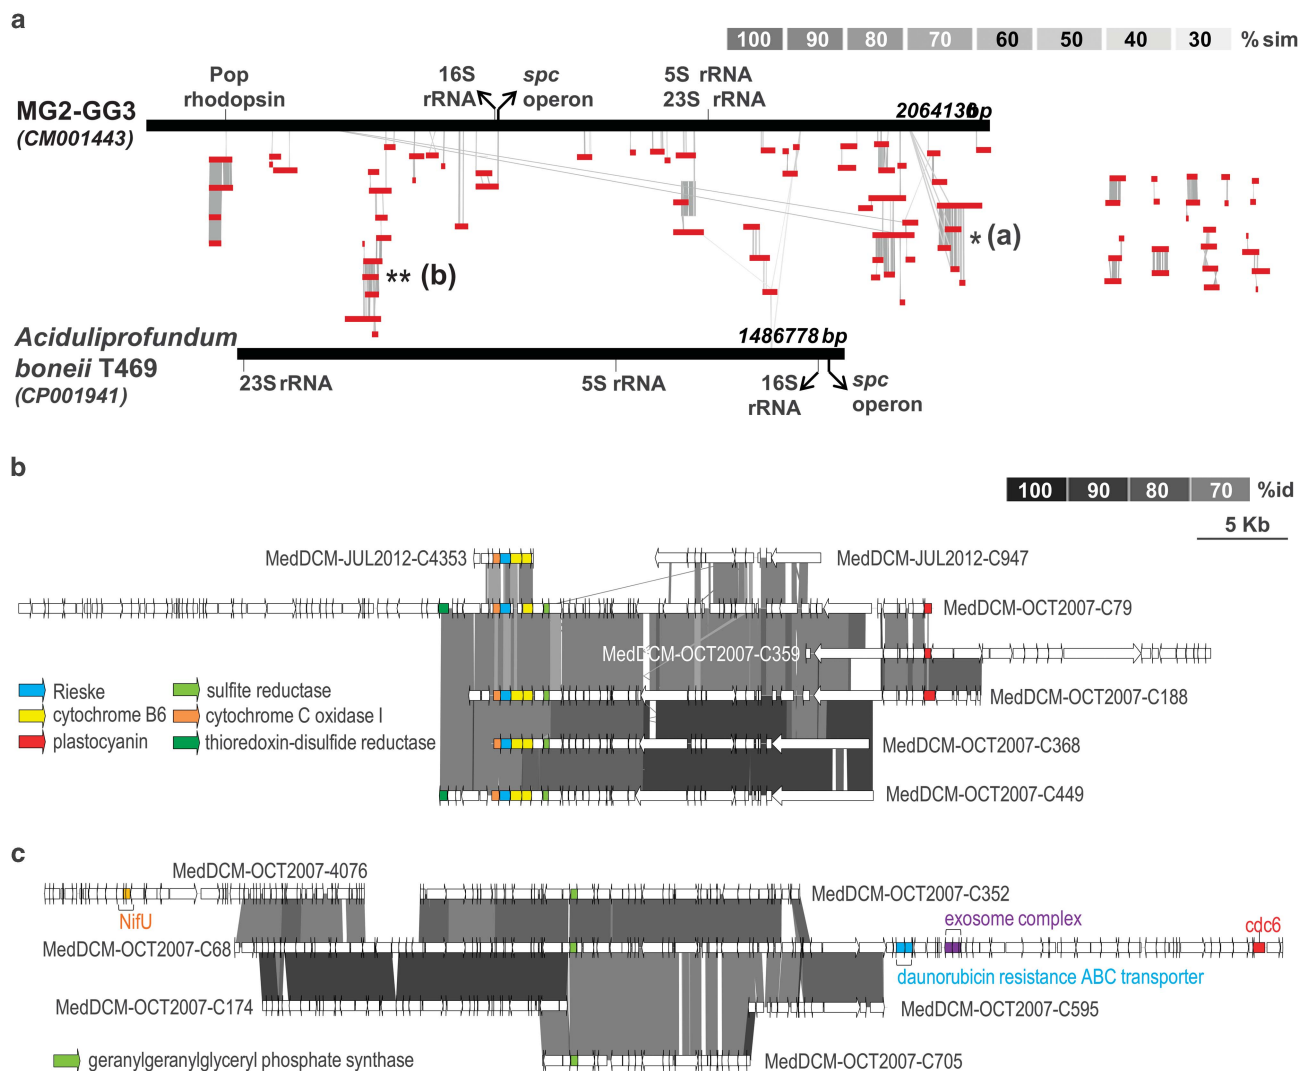 a
100 90 80 70 60 50 40 30 % sim
Pop rhodopsin
16S rRNA
spc operon
5S rRNA
23S rRNA
MG2-GG3
(CM001443)
2064130bp
* (a)
** (b)
Aciduliprofundum
boneii T469
(CP001941)
1486778 bp
23S rRNA
5S rRNA
16S rRNA
spc operon
b
100 90 80 70 %id
5 Kb
MedDCM-JUL2012-C4353
MedDCM-JUL2012-C947
MedDCM-OCT2007-C79
MedDCM-OCT2007-C359
MedDCM-OCT2007-C188
MedDCM-OCT2007-C368
MedDCM-OCT2007-C449
Rieske
cytochrome B6
plastocyanin
sulfite reductase
cytochrome C oxidase I
thioredoxin-disulfide reductase
c
MedDCM-OCT2007-4076
MedDCM-OCT2007-C352
NifU
exosome complex
cdc6
MedDCM-OCT2007-C68
daunorubicin resistance ABC transporter
MedDCM-OCT2007-C174
MedDCM-OCT2007-C595
geranylgeranylglyceryl phosphate synthase
MedDCM-OCT2007-C705